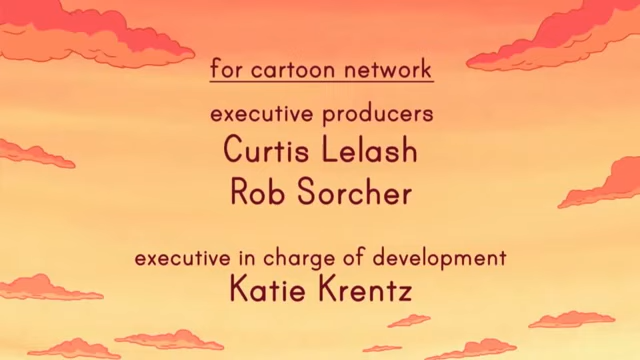 for cartoon network
executive producers
Curtis Lelash
Rob Sorcher
executive in charge of development
Katie Krentz